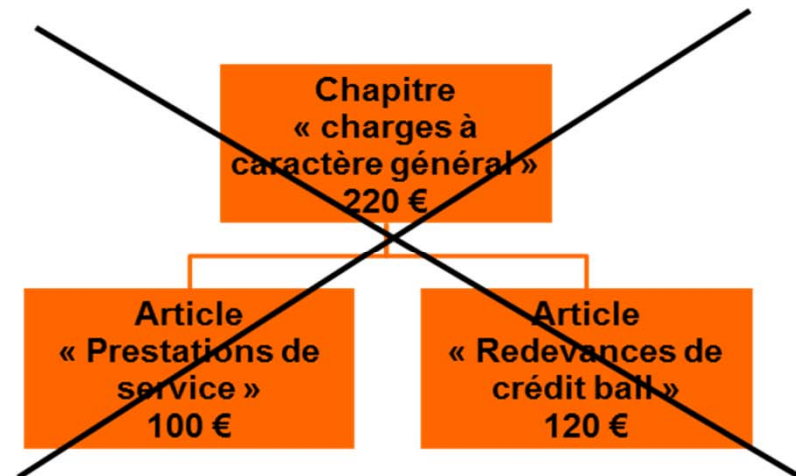 Chapitre
« charges à
caractère général »
220 €
Article
« Prestations de
service »
100 €
Article
« Redevances de
crédit bail »
120 €